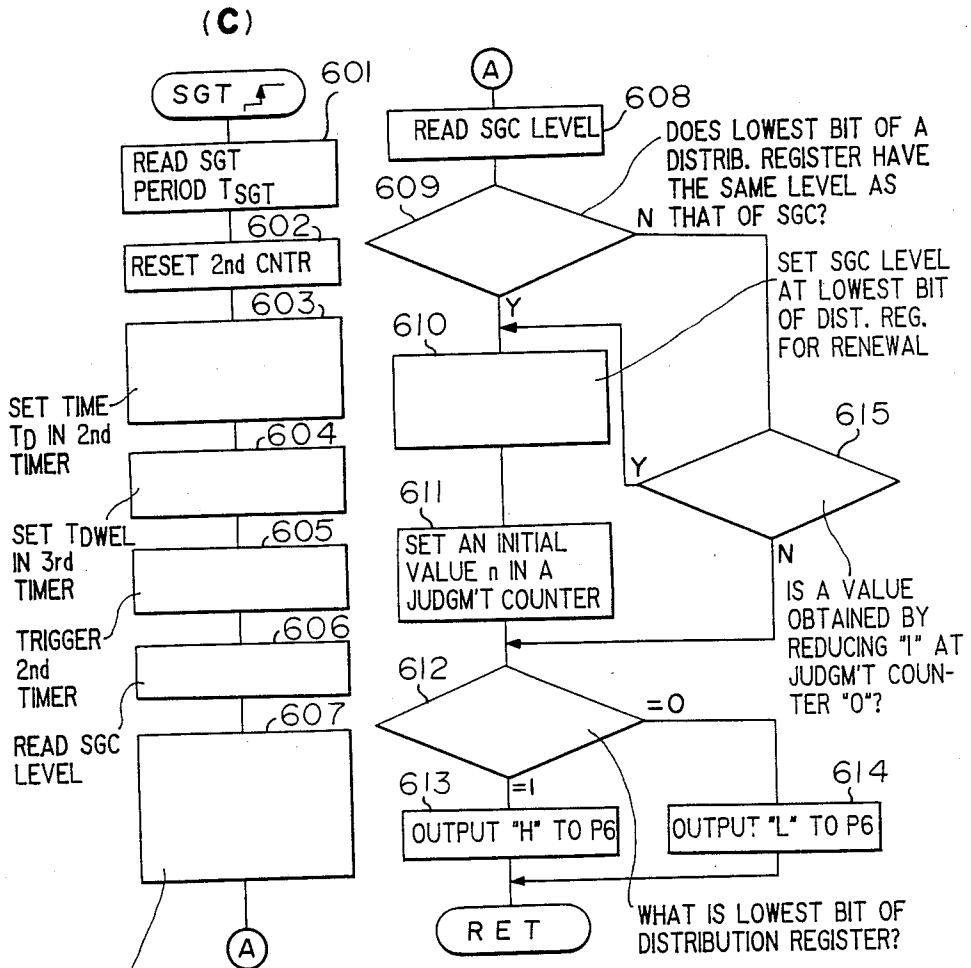 (C)
SGT
601
READ SGT
PERIOD TSGT
602
RESET 2nd CNTR
603
SET TIME
TD IN 2nd
TIMER
604
SET TDWEL
IN 3rd
TIMER
605
TRIGGER
2nd
TIMER
606
READ SGC
LEVEL
607
A
A
608
READ SGC LEVEL
DOES LOWEST BIT OF A
DISTRIB. REGISTER HAVE
THE SAME LEVEL AS
THAT OF SGC?
609
N
Y
SET SGC LEVEL
AT LOWEST BIT
OF DIST. REG.
FOR RENEWAL
610
615
Y
N
611
SET AN INITIAL
VALUE n IN A
JUDGM'T COUNTER
IS A VALUE
OBTAINED BY
REDUCING "1" AT
JUDGM'T COUN-
TER "0"?
612
=0
=1
613
OUTPUT "H" TO P6
614
OUTPUT "L" TO P6
WHAT IS LOWEST BIT OF
DISTRIBUTION REGISTER?
RET